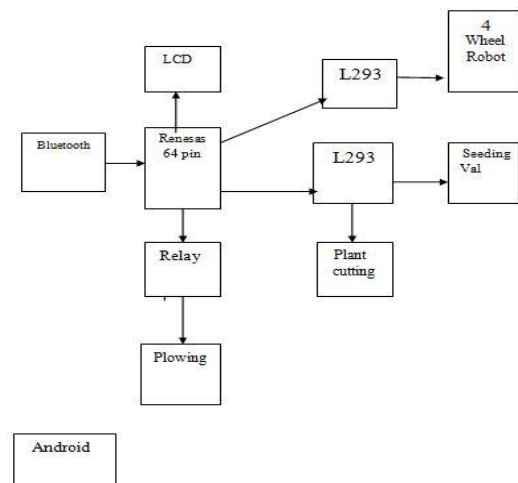 LCD
L293
4
Wheel
Robot
Bluetooth
Renesas
64 pin
L293
Seeding
Val
Relay
Plant
cutting
Plowing
Android